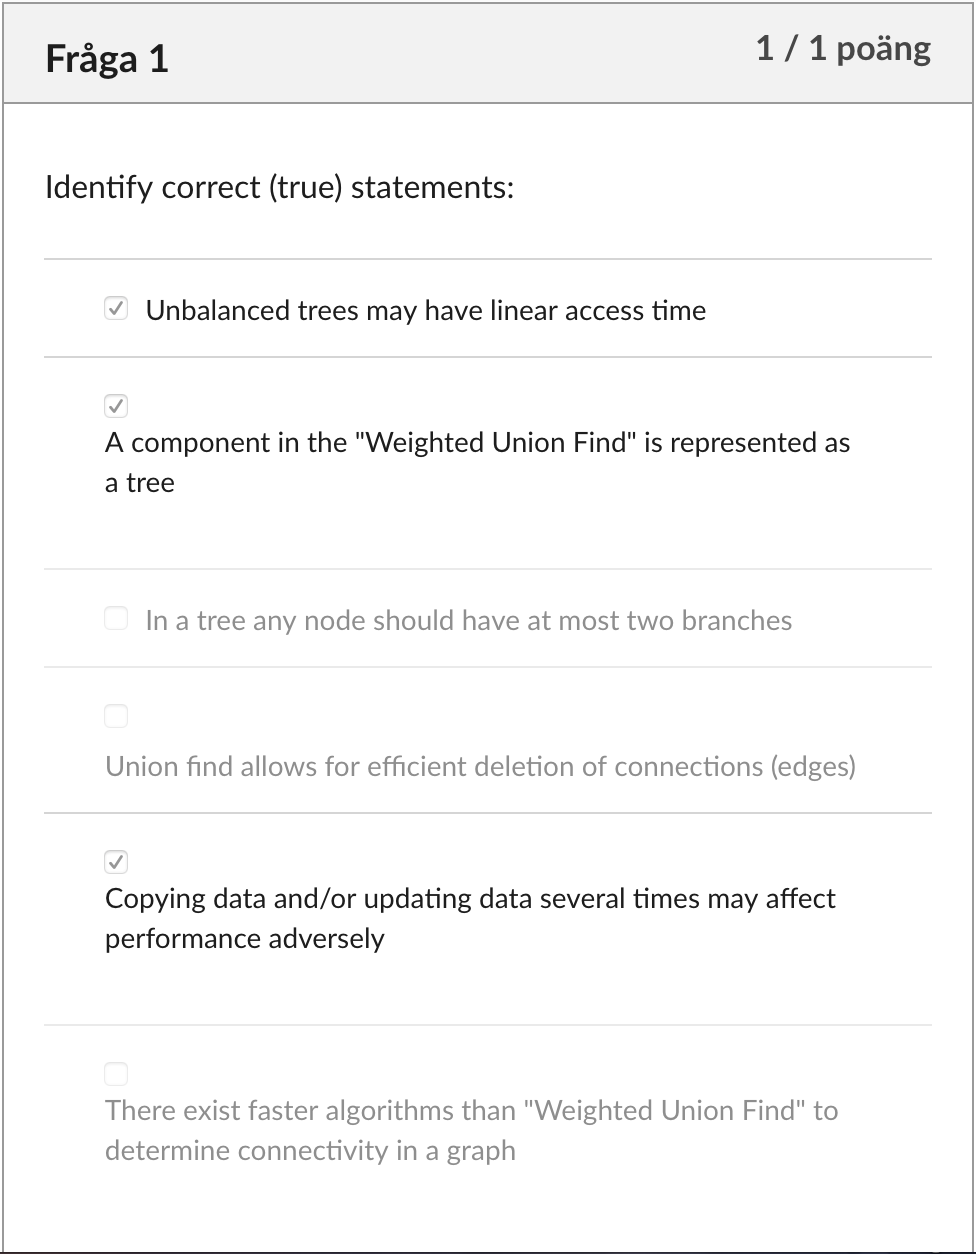 Fråga 1
1 / 1 poäng
Identify correct (true) statements:
Unbalanced trees may have linear access time
A component in the "Weighted Union Find" is represented as
a tree
In a tree any node should have at most two branches
Union find allows for efficient deletion of connections (edges)
Copying data and/or updating data several times may affect
performance adversely
There exist faster algorithms than "Weighted Union Find" to
determine connectivity in a graph